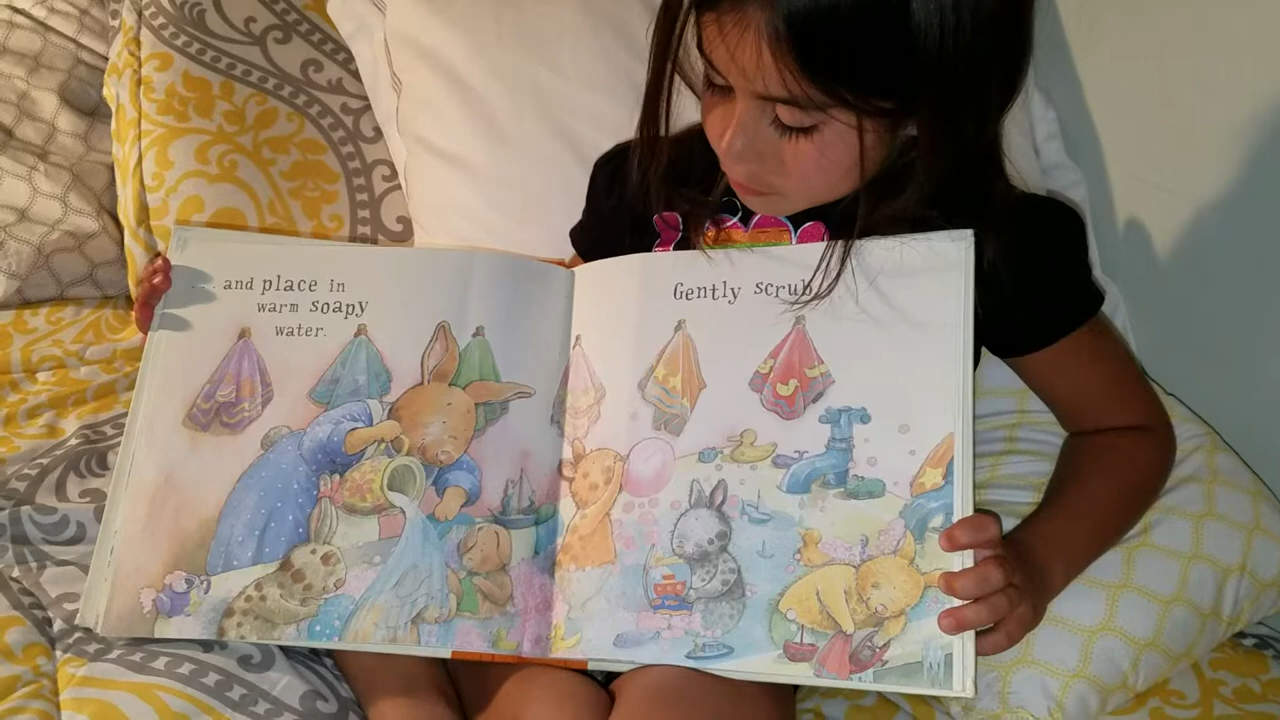 ... and place in
warm soapy
water.
Gently scrub